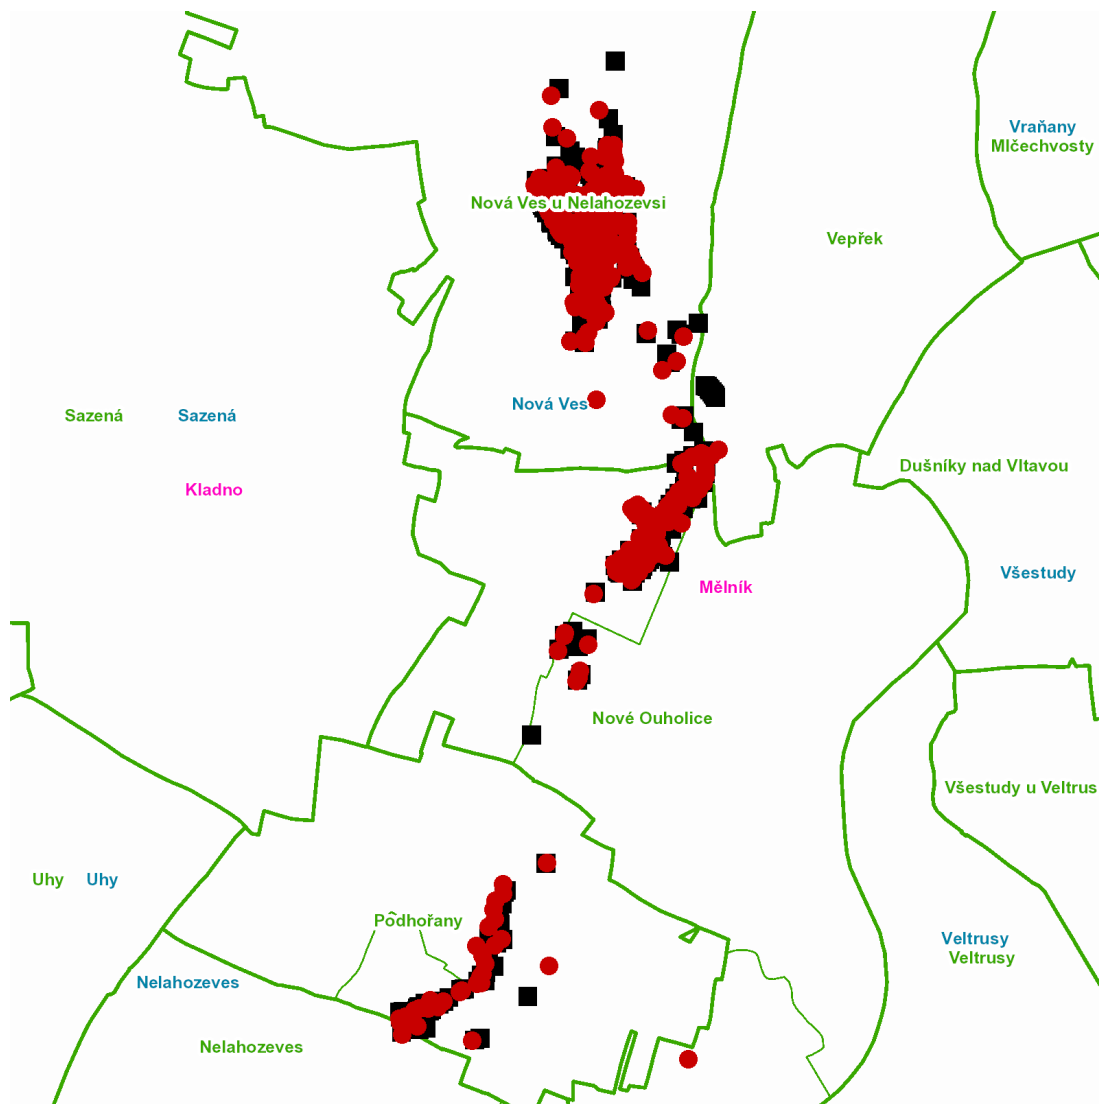 Vraňany
Mlčechvosty
Nová Ves u Nelahozevsi
Vepřek
Nová Ves
Sazená
Sazená
Dušníky nad Vltavou
Kladno
Všestudy
Mělník
Nové Ouholice
Všestudy u Veltrus
Uhy
Uhy
Podhořany
Veltrusy
Veltrusy
Nelahozeves
Nelahozeves